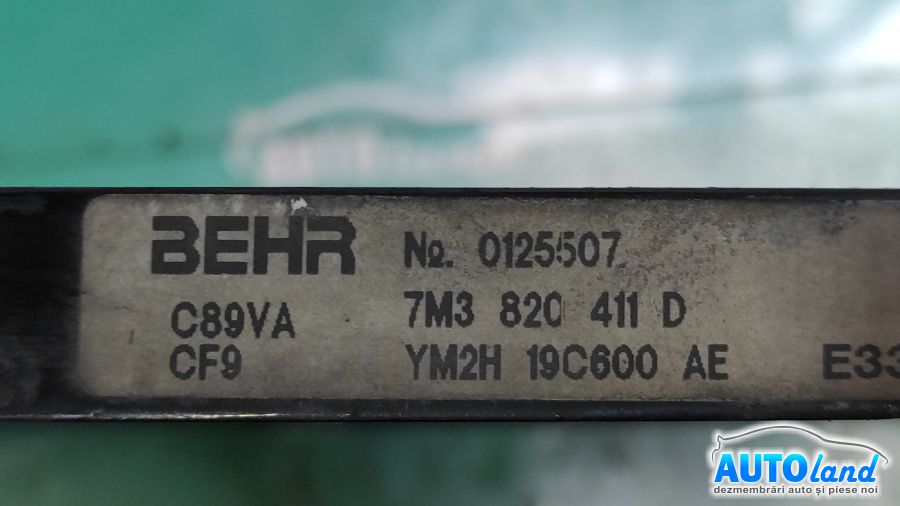 BEHR No. 0125507
C89VA 7M3 820 411 D
CF9 YM2H 19C600 AE E33
AUTOland
dezmembrări auto și piese noi